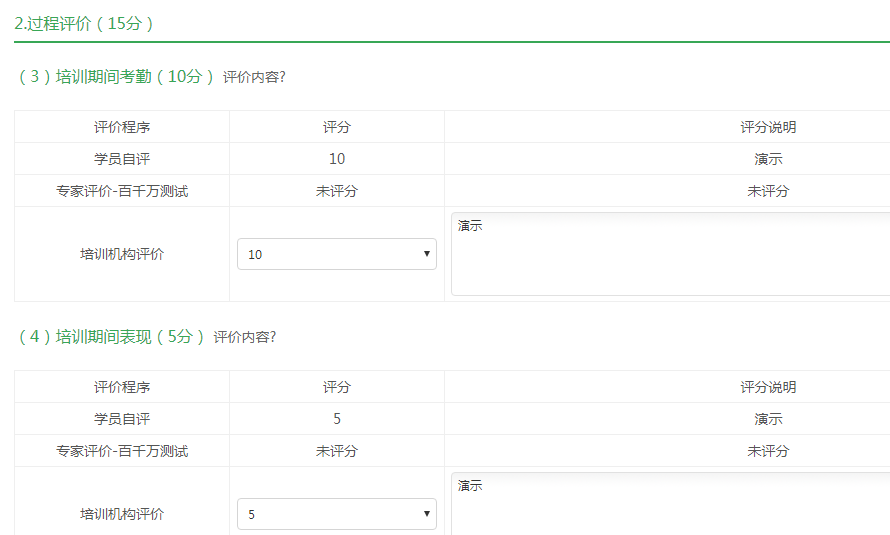 2.过程评价（15分）
（3）培训期间考勤（10分） 评价内容?
评价程序 评分 评分说明
学员自评 10 演示
专家评价-百千万测试 未评分 未评分
演示
培训机构评价 10
（4）培训期间表现（5分） 评价内容?
评价程序 评分 评分说明
学员自评 5 演示
专家评价-百千万测试 未评分 未评分
演示
培训机构评价 5